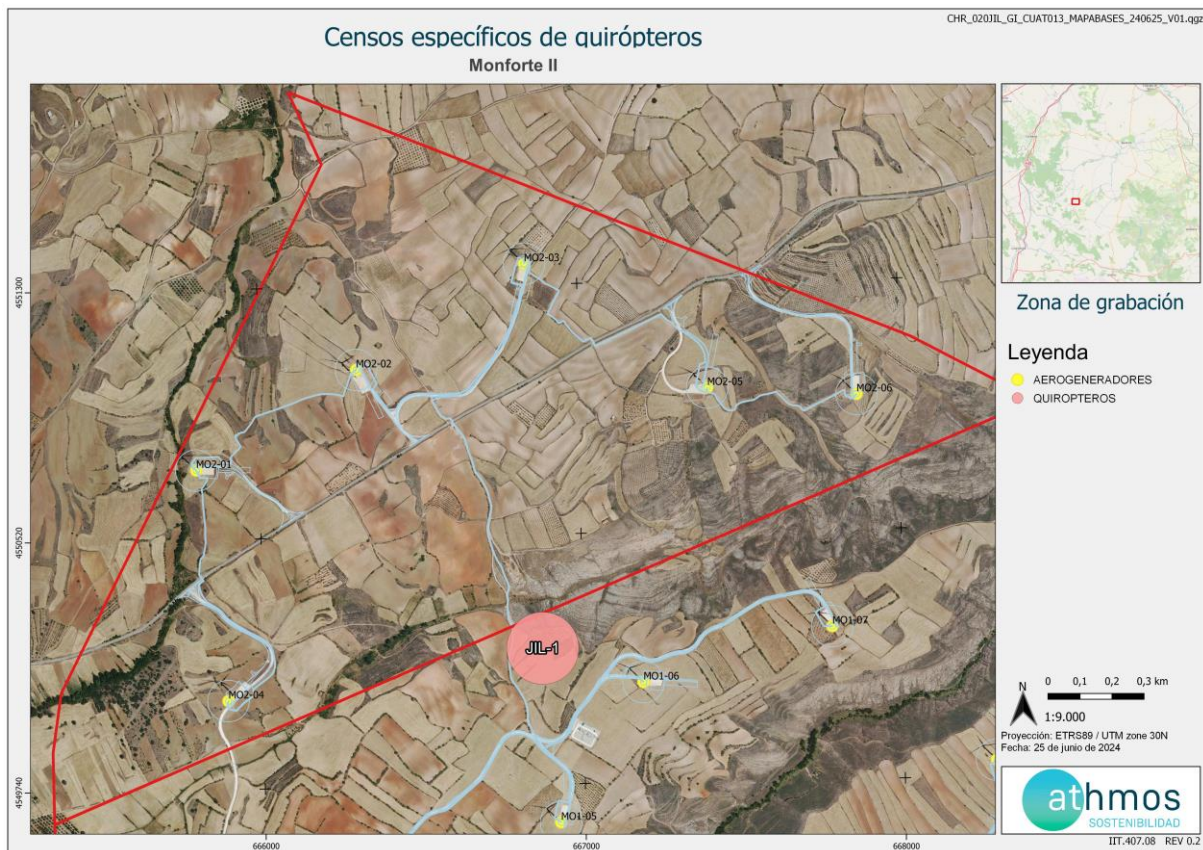 CHR_020JIL_GI_CUAT013_MAPABASES_240625_V01.qgz
Censos específicos de quirópteros
Monforte II
MO2-03
MO2-02
MO2-05
MO2-06
MO2-01
JIL-1
MO1-07
MO1-06
MO2-04
MO1-05
4551300
4550520
4549740
666000
667000
668000
Zona de grabación
Leyenda
AEROGENERADORES
QUIROPTEROS
N
0 0,1 0,2 0,3 km
1:9.000
Proyección: ETRS89 / UTM zone 30N
Fecha: 25 de junio de 2024
athmos
SOSTENIBILIDAD
IIT.407.08 REV 0.2